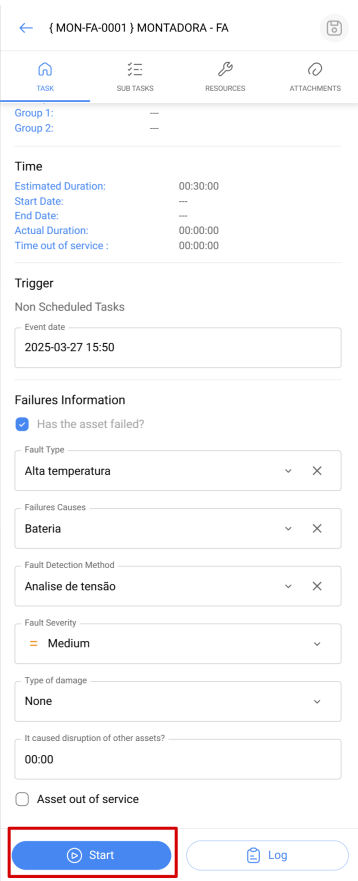 { MON-FA-0001 } MONTADORA - FA
TASK
SUB TASKS
RESOURCES
ATTACHMENTS
Group 1: ---
Group 2: ---
Time
Estimated Duration: 00:30:00
Start Date: ---
End Date: ---
Actual Duration: 00:00:00
Time out of service : 00:00:00
Trigger
Non Scheduled Tasks
Event date
2025-03-27 15:50
Failures Information
Has the asset failed?
Fault Type
Alta temperatura
Failures Causes
Bateria
Fault Detection Method
Analise de tensão
Fault Severity
Medium
Type of damage
None
It caused disruption of other assets?
00:00
Asset out of service
Start
Log